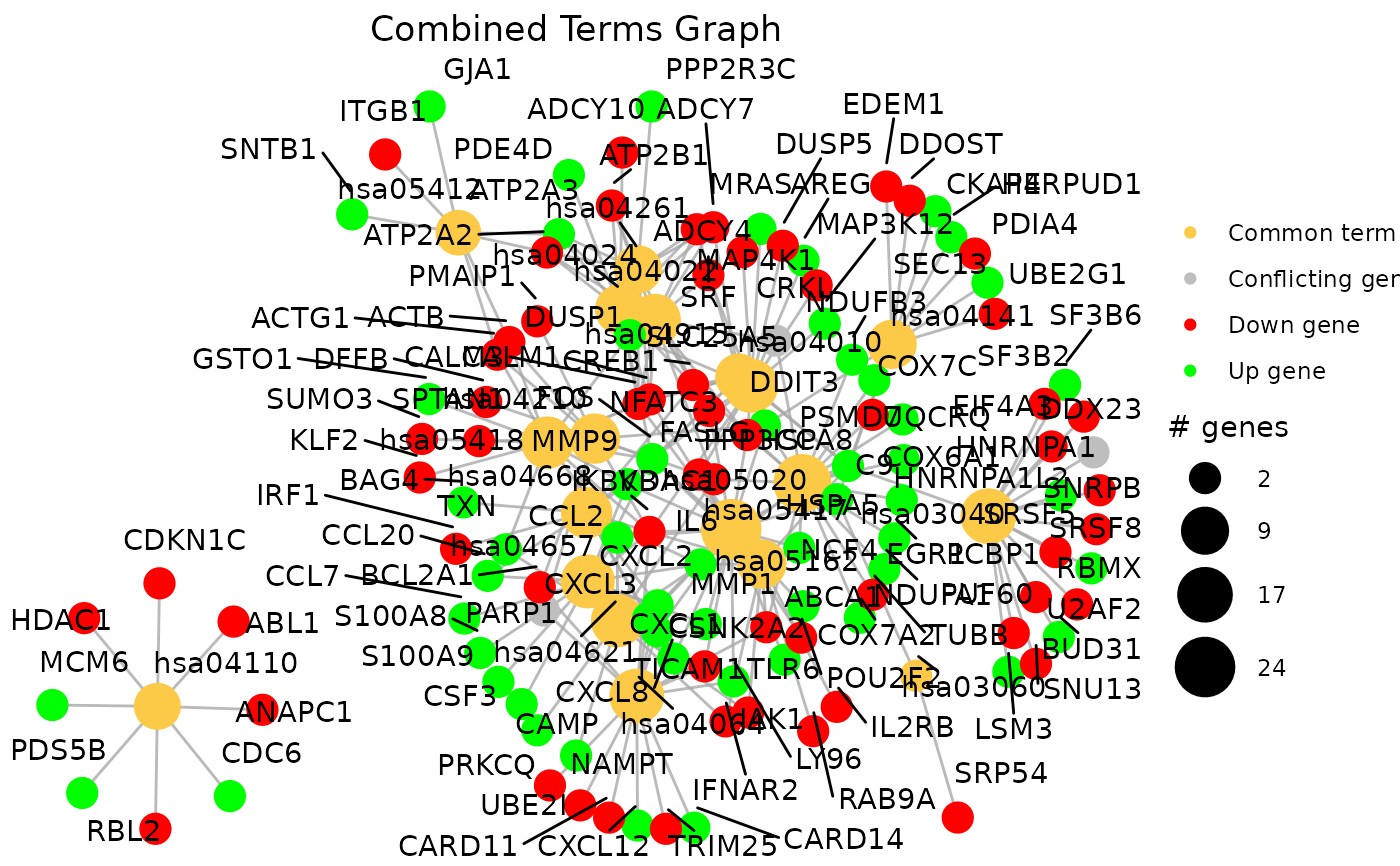 Combined Terms Graph
GJA1
PPP2R3C
ITGB1
ADCY10
ADCY7
EDEM1
SNTB1
PDE4D
ATP2B1
DUSP5
DDOST
hsa05412
ATP2A3
MRAS
AREG
CKAP4
HERPUD1
hsa04261
ATP2A2
ADCY4
MAP3K12
PDIA4
hsa04024
hsa04022
MAP4K1
SEC13
PMAIP1
CRKL
UBE2G1
SRF
NDUFB3
ACTG1
ACTB
DUSP1
hsa04915
SLC25A5
hsa04010
hsa04141
SF3B6
GSTO1
DFFB
CALML3
CALM1
CREB1
COX7C
SF3B2
DDIT3
SUMO3
SPTAN1
hsa04210
FOS
NFATC3
PSMD7
UQCRQ
EIF4A3
DDX23
KLF2
hsa05418
MMP9
FASLG
PPP3CC
HSPA8
C9
COX6A1
HNRNPA1
BAG4
hsa04668
IKBKB
VDAC1
hsa05020
HNRNPA1L2
SNRPB
IRF1
TXN
CCL2
IL6
hsa05417
HSPA5
hsa03040
SRSF5
SRSF8
CCL20
hsa04657
CXCL2
hsa05162
NCF4
EGR1
PCBP1
RBMX
CDKN1C
CCL7
BCL2A1
CXCL3
MMP1
ABCA1
NDUFA1
PUF60
U2AF2
HDAC1
ABL1
S100A8
PARP1
CXCL1
CSNK2A2
COX7A2
TUBB
BUD31
MCM6
hsa04110
S100A9
hsa04621
TICAM1
TLR6
POU2F2
hsa03060
SNU13
CSF3
CXCL8
ANAPC1
CAMP
hsa04064
JAK1
IL2RB
LSM3
PDS5B
CDC6
PRKCQ
NAMPT
LY96
SRP54
UBE2I
IFNAR2
RAB9A
RBL2
CARD11
CXCL12
TRIM25
CARD14
Common term
Conflicting ger
Down gene
Up gene
# genes
2
9
17
24